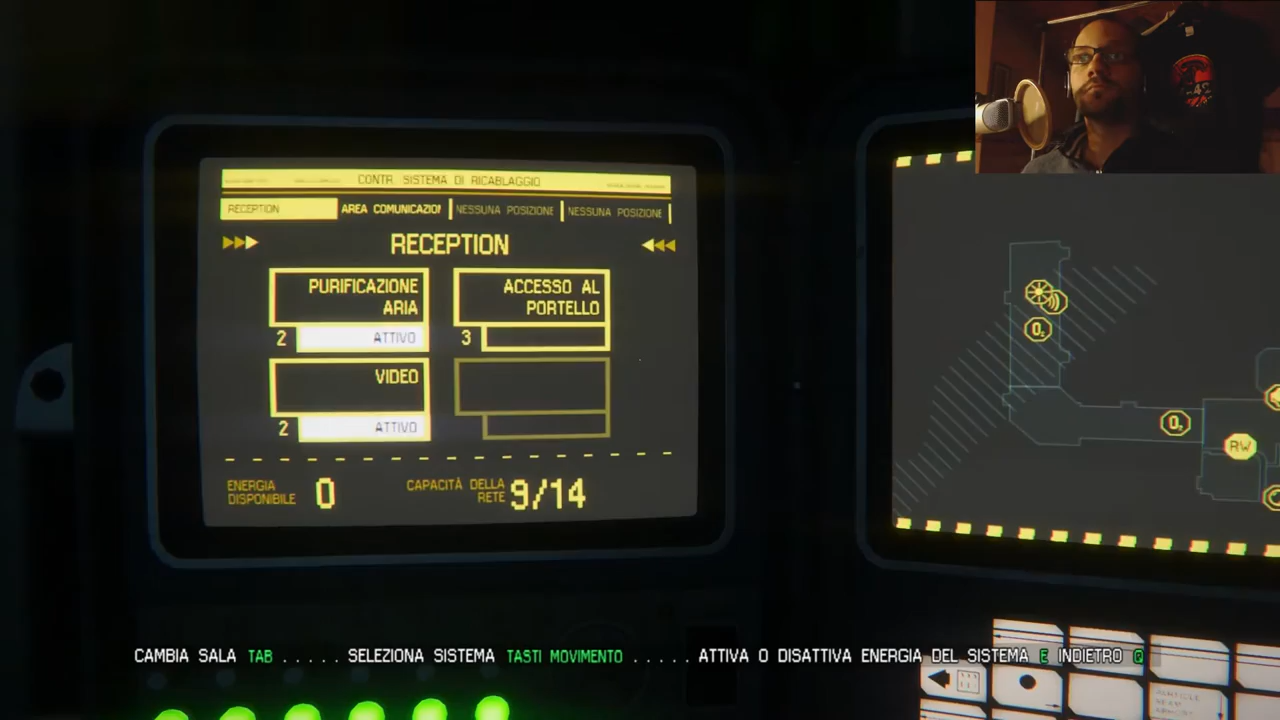 CONTR. SISTEMA DI RICABLAGGIO
RECEPTION
AREA COMUNICAZION
NESSUNA POSIZIONE
NESSUNA POSIZIONE
RECEPTION
PURIFICAZIONE
ARIA
2 ATTIVO
ACCESSO AL
PORTELLO
3
VIDEO
2 ATTIVO
ENERGIA
DISPONIBILE 0
CAPACITÀ DELLA
RETE 9/14
O₂
O₂
RW
CAMBIA SALA TAB ..... SELEZIONA SISTEMA TASTI MOVIMENTO ..... ATTIVA O DISATTIVA ENERGIA DEL SISTEMA E INDIETRO Q